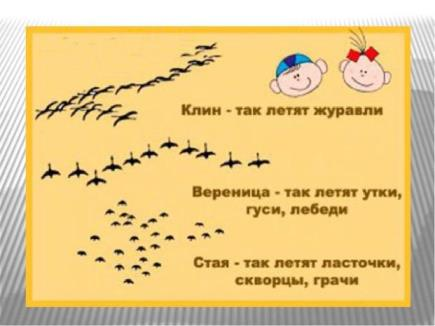 Клин - так летят журавли
Вереница - так летят утки,
гуси, лебеди
Стая - так летят ласточки,
скворцы, грачи